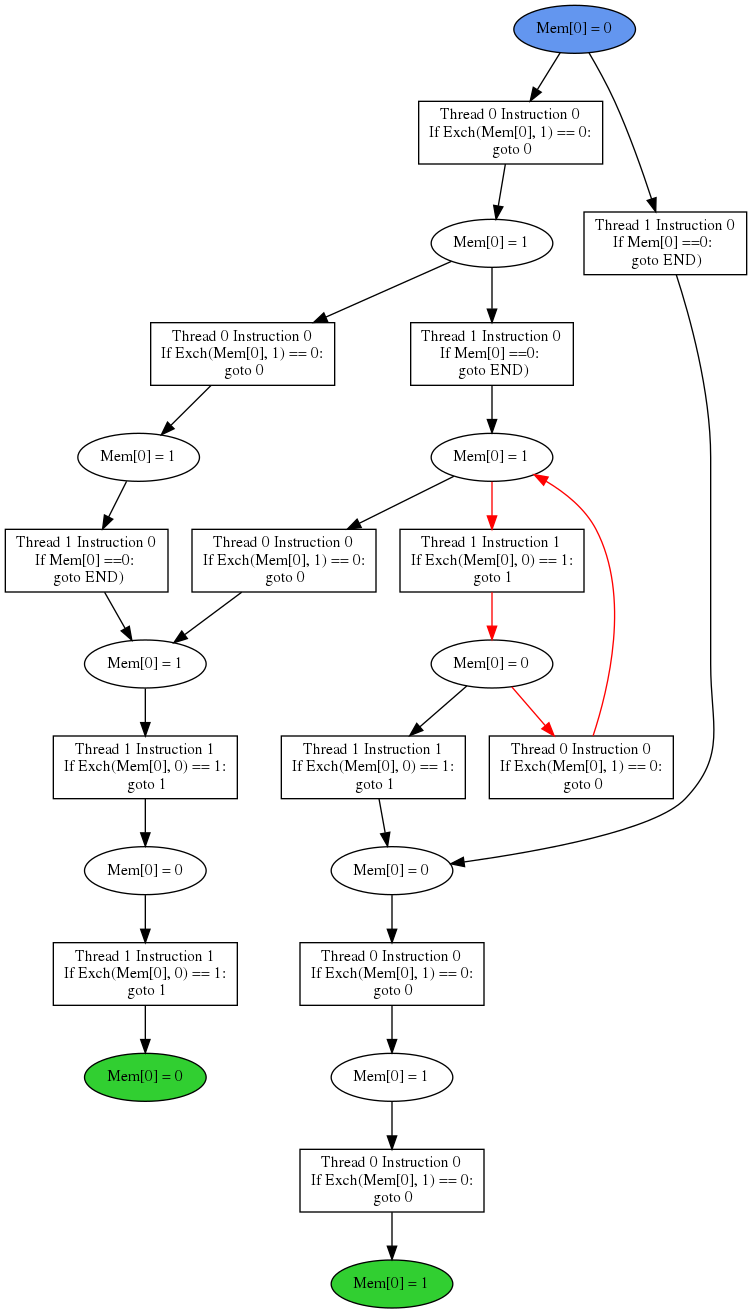 Mem[0] = 0
Thread 0 Instruction 0
If Exch(Mem[0], 1) == 0:
goto 0
Mem[0] = 1
Thread 1 Instruction 0
If Mem[0] ==0:
goto END)
Thread 0 Instruction 0
If Exch(Mem[0], 1) == 0:
goto 0
Thread 1 Instruction 0
If Mem[0] ==0:
goto END)
Mem[0] = 1
Mem[0] = 1
Thread 1 Instruction 0
If Mem[0] ==0:
goto END)
Thread 0 Instruction 0
If Exch(Mem[0], 1) == 0:
goto 0
Thread 1 Instruction 1
If Exch(Mem[0], 0) == 1:
goto 1
Mem[0] = 1
Mem[0] = 0
Thread 1 Instruction 1
If Exch(Mem[0], 0) == 1:
goto 1
Thread 1 Instruction 1
If Exch(Mem[0], 0) == 1:
goto 1
Thread 0 Instruction 0
If Exch(Mem[0], 1) == 0:
goto 0
Mem[0] = 0
Mem[0] = 0
Thread 1 Instruction 1
If Exch(Mem[0], 0) == 1:
goto 1
Thread 0 Instruction 0
If Exch(Mem[0], 1) == 0:
goto 0
Mem[0] = 0
Mem[0] = 1
Thread 0 Instruction 0
If Exch(Mem[0], 1) == 0:
goto 0
Mem[0] = 1